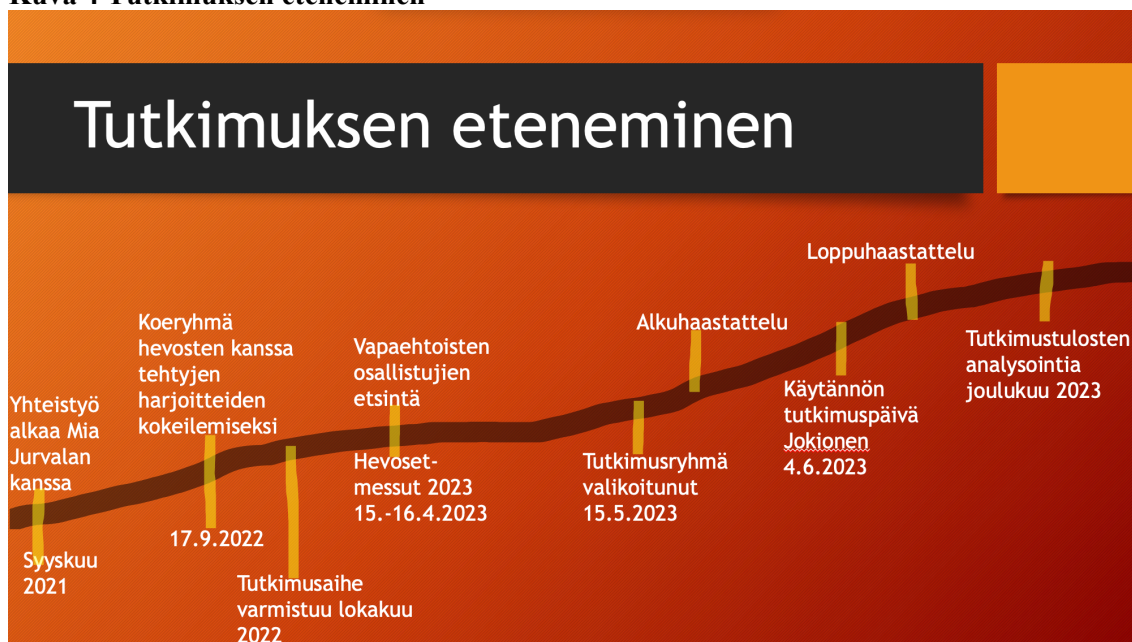 Kuva 4 Tutkimuksen eteneminen
Tutkimuksen eteneminen
Yhteistyö
alkaa Mia
Jurvalan
kanssa
Syyskuu
2021
Koeryhmä
hevosten kanssa
tehtyjen
harjoitteiden
kokeilemiseksi
17.9.2022
Tutkimusaihe
varmistuu lokakuu
2022
Vapaehtoisten
osallistujien
etsintä
Hevoset-
messut 2023
15.-16.4.2023
Tutkimusryhmä
valikoitunut
15.5.2023
Alkuhaastattelu
Käytännön
tutkimuspäivä
Jokionen
4.6.2023
Loppuhaastattelu
Tutkimustulosten
analysointia
joulukuu 2023